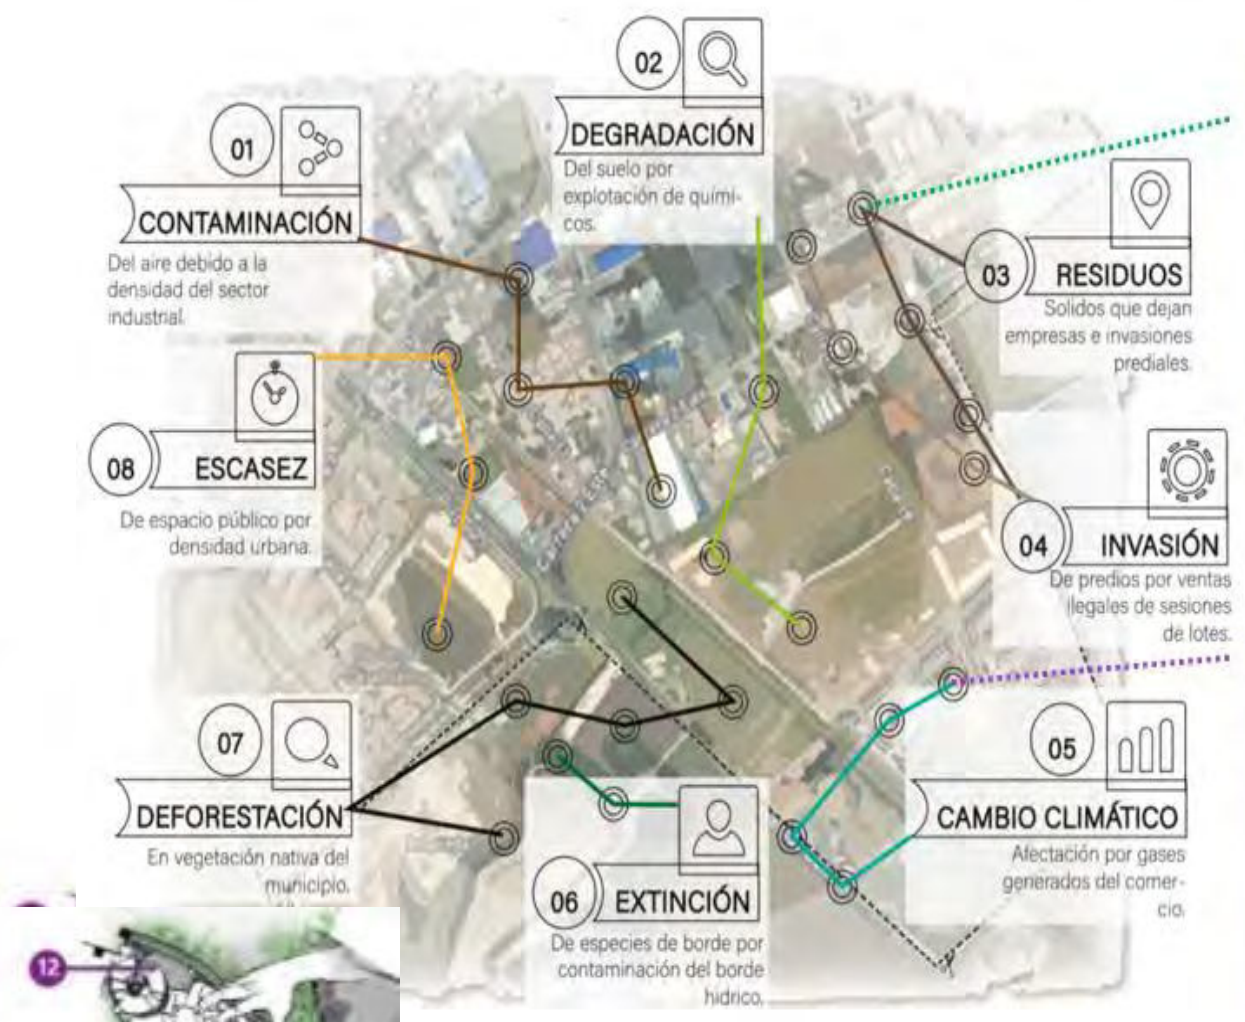 01
CONTAMINACIÓN
Del aire debido a la
densidad del sector
industrial.
02
DEGRADACIÓN
Del suelo por
explotación de quími-
cos.
03
RESIDUOS
Solidos que dejan
empresas e invasiones
prediales.
04
INVASIÓN
De predios por ventas
ilegales de sesiones
de lotes.
05
CAMBIO CLIMÁTICO
Afectación por gases
generados del comer-
cio.
06
EXTINCIÓN
De especies de borde por
contaminación del borde
hidrico.
07
DEFORESTACIÓN
En vegetación nativa del
municipio.
08
ESCASEZ
De espacio público por
densidad urbana.
12